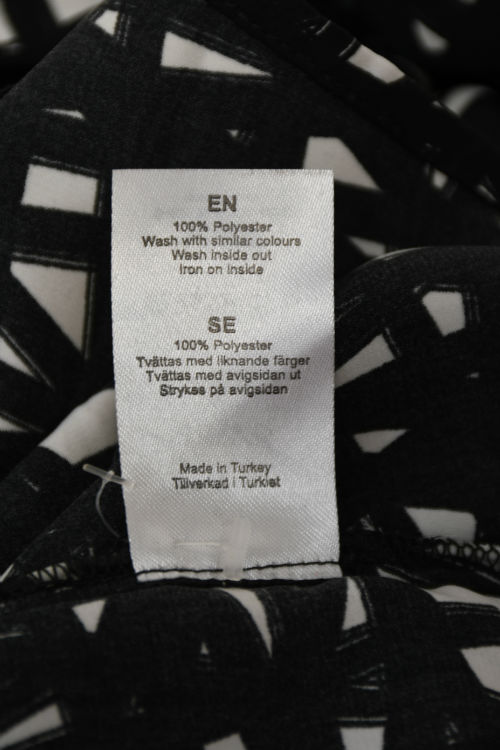 EN
100% Polyester
Wash with similar colours
Wash inside out
Iron on inside
SE
100% Polyester
Tvättas med liknande färger
Tvättas med avigsidan ut
Strykes på avigsidan
Made in Turkey
Tillverkad i Turkiet